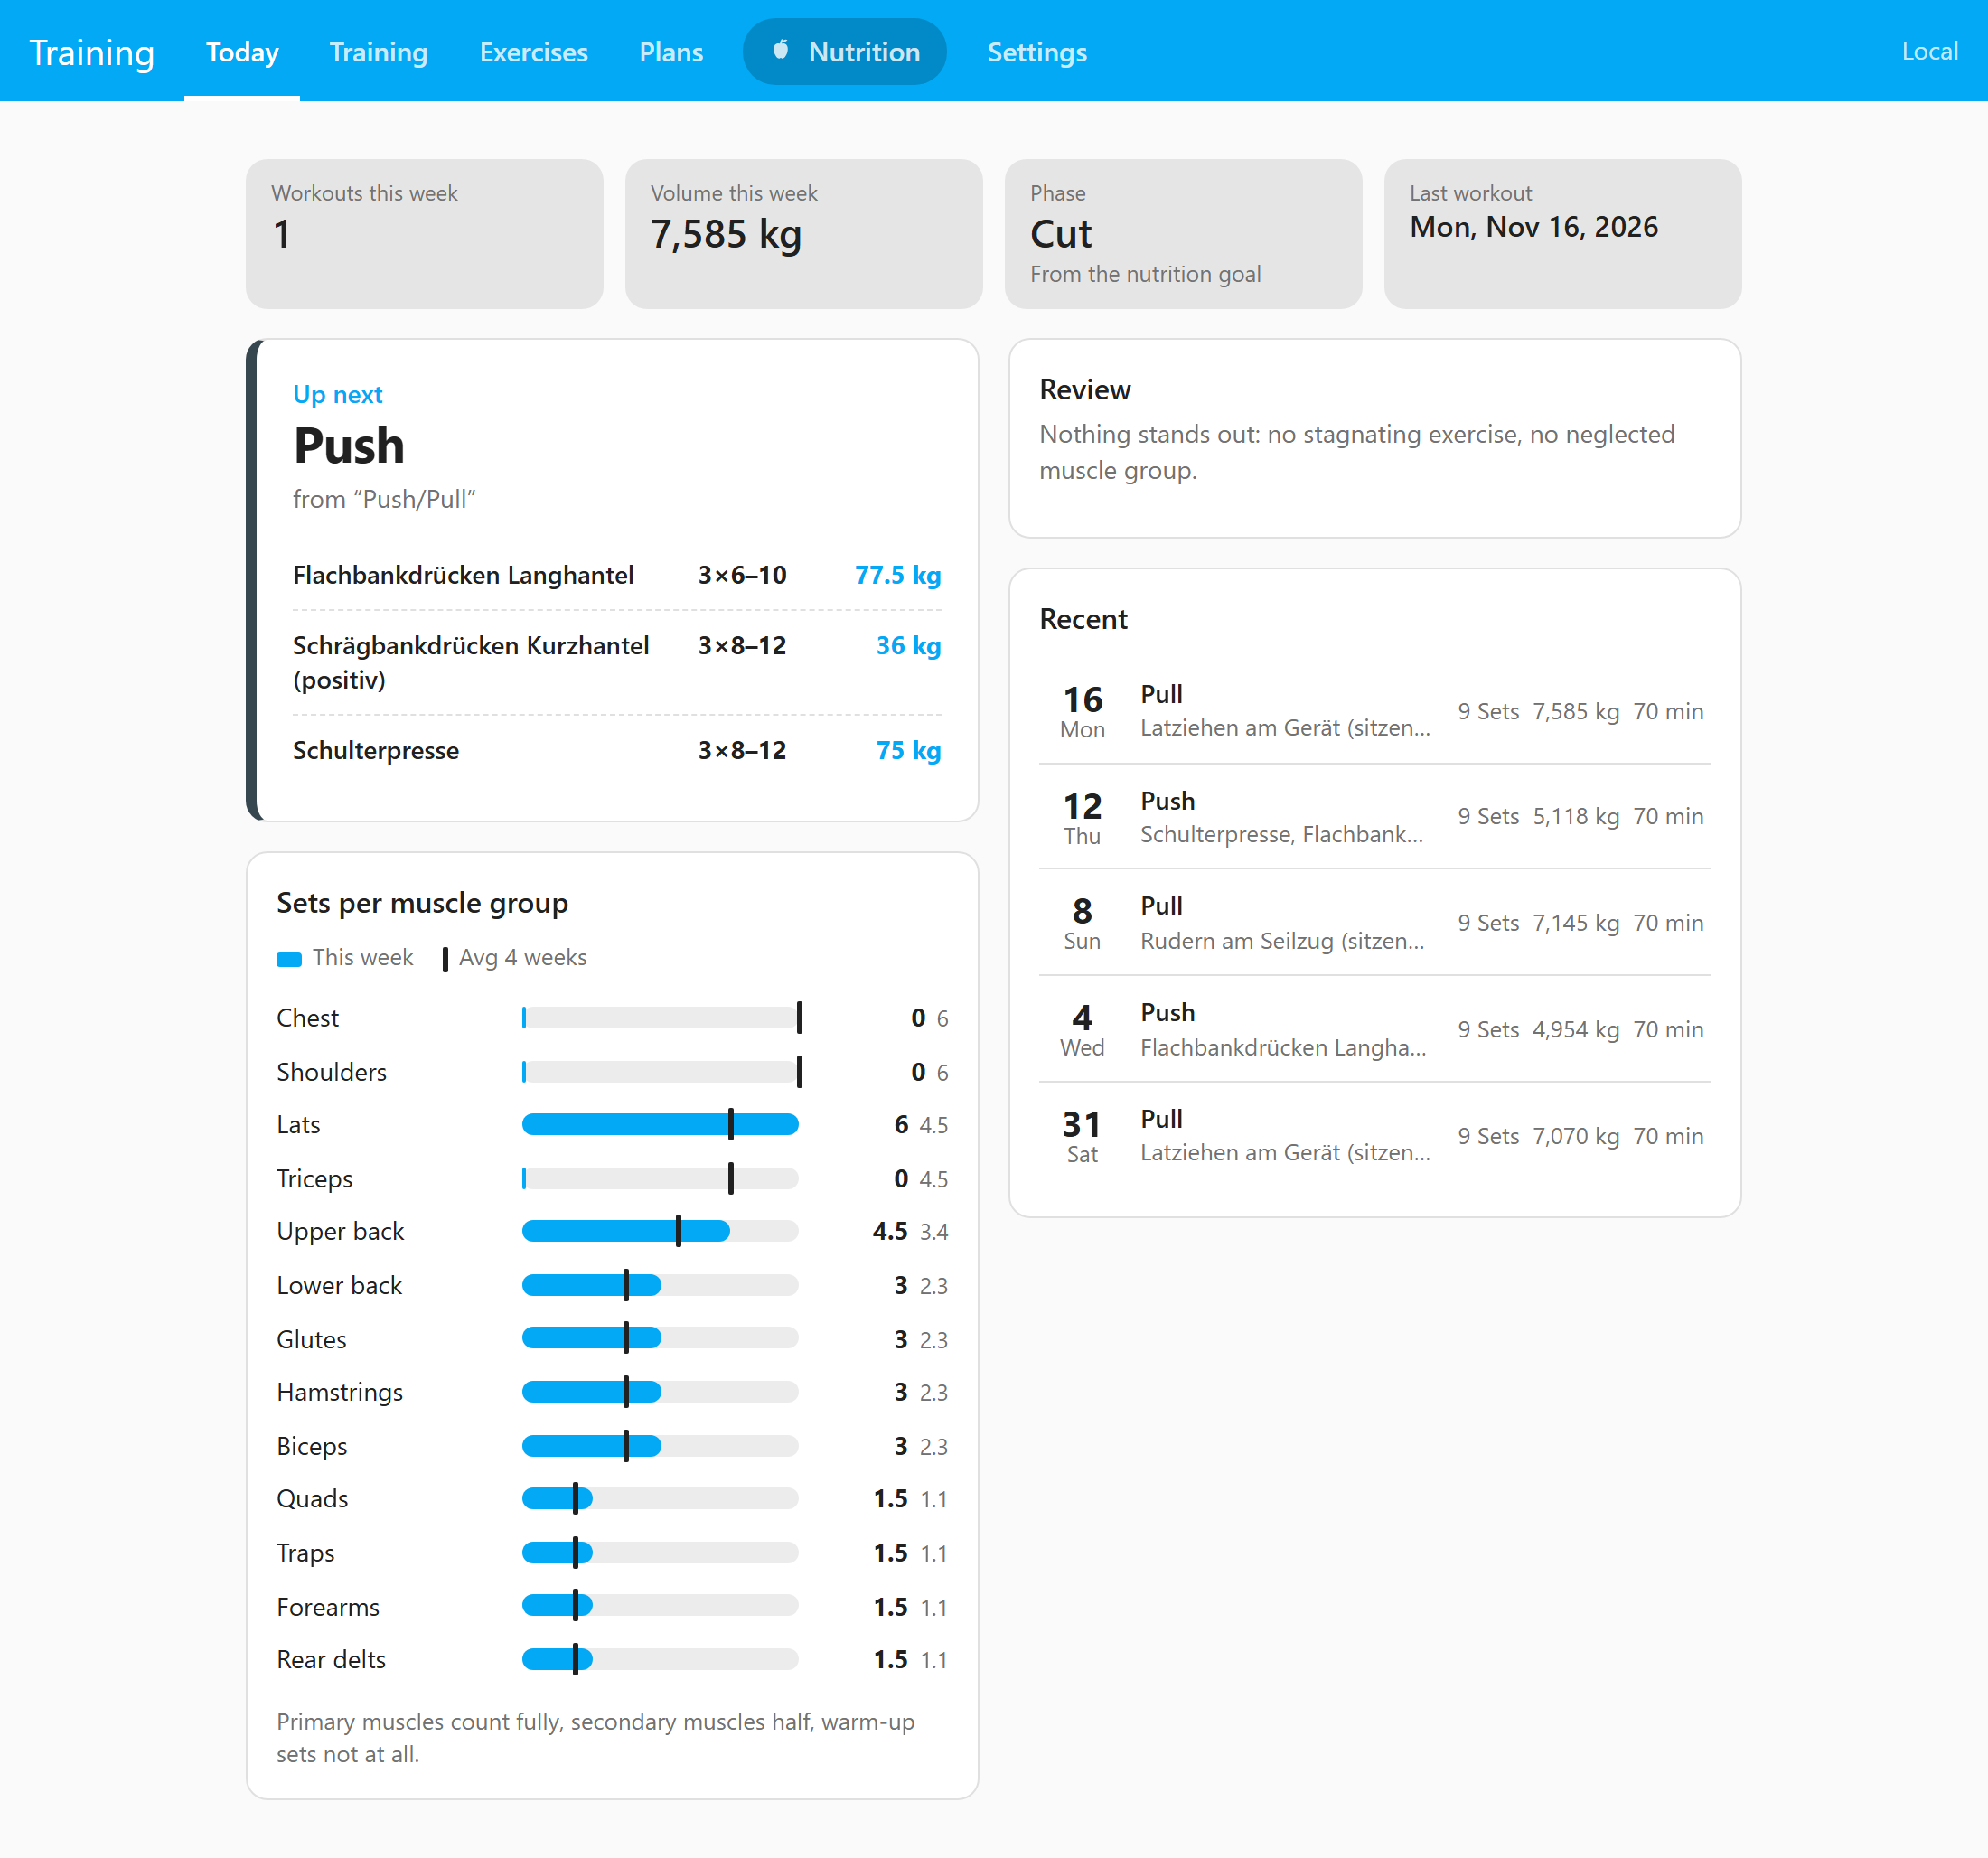 Training Today Training Exercises Plans Nutrition Settings Local
Workouts this week
1
Volume this week
7,585 kg
Phase
Cut
From the nutrition goal
Last workout
Mon, Nov 16, 2026
Up next
Push
from “Push/Pull”
Flachbankdrücken Langhantel 3×6–10 77.5 kg
Schrägbankdrücken Kurzhantel 3×8–12 36 kg
(positiv)
Schulterpresse 3×8–12 75 kg
Sets per muscle group
This week Avg 4 weeks
Chest 0 6
Shoulders 0 6
Lats 6 4.5
Triceps 0 4.5
Upper back 4.5 3.4
Lower back 3 2.3
Glutes 3 2.3
Hamstrings 3 2.3
Biceps 3 2.3
Quads 1.5 1.1
Traps 1.5 1.1
Forearms 1.5 1.1
Rear delts 1.5 1.1
Primary muscles count fully, secondary muscles half, warm-up
sets not at all.
Review
Nothing stands out: no stagnating exercise, no neglected
muscle group.
Recent
16 Pull 9 Sets 7,585 kg 70 min
Mon Latziehen am Gerät (sitzen...
12 Push 9 Sets 5,118 kg 70 min
Thu Schulterpresse, Flachbank...
8 Pull 9 Sets 7,145 kg 70 min
Sun Rudern am Seilzug (sitzen...
4 Push 9 Sets 4,954 kg 70 min
Wed Flachbankdrücken Langha...
31 Pull 9 Sets 7,070 kg 70 min
Sat Latziehen am Gerät (sitzen...